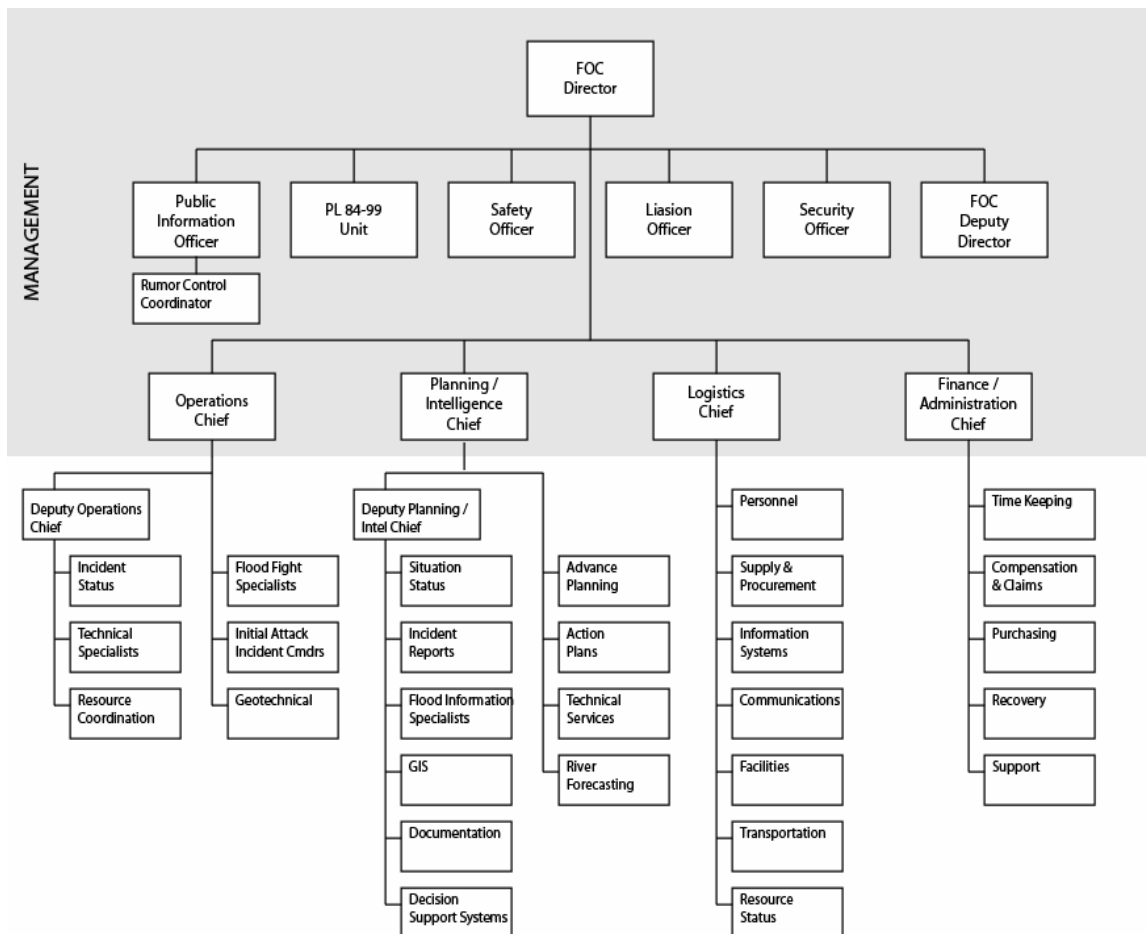 FOC
Director
MANAGEMENT
Public
Information
Officer
PL 84-99
Unit
Safety
Officer
Liasion
Officer
Security
Officer
FOC
Deputy
Director
Rumor Control
Coordinator
Operations
Chief
Planning /
Intelligence
Chief
Logistics
Chief
Finance /
Administration
Chief
Deputy Operations
Chief
Incident
Status
Technical
Specialists
Resource
Coordination
Flood Fight
Specialists
Initial Attack
Incident Cmdrs
Geotechnical
Deputy Planning /
Intel Chief
Situation
Status
Incident
Reports
Flood Information
Specialists
GIS
Documentation
Decision
Support Systems
Advance
Planning
Action
Plans
Technical
Services
River
Forecasting
Personnel
Supply &
Procurement
Information
Systems
Communications
Facilities
Transportation
Resource
Status
Time Keeping
Compensation
& Claims
Purchasing
Recovery
Support